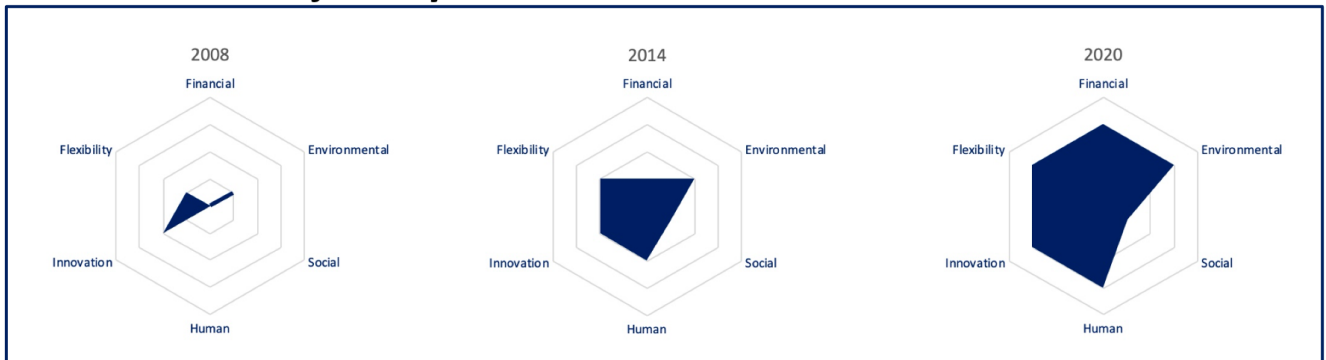 2008
Financial
Flexibility
Environmental
Innovation
Social
Human
2014
Financial
Flexibility
Environmental
Innovation
Social
Human
2020
Financial
Flexibility
Environmental
Innovation
Social
Human